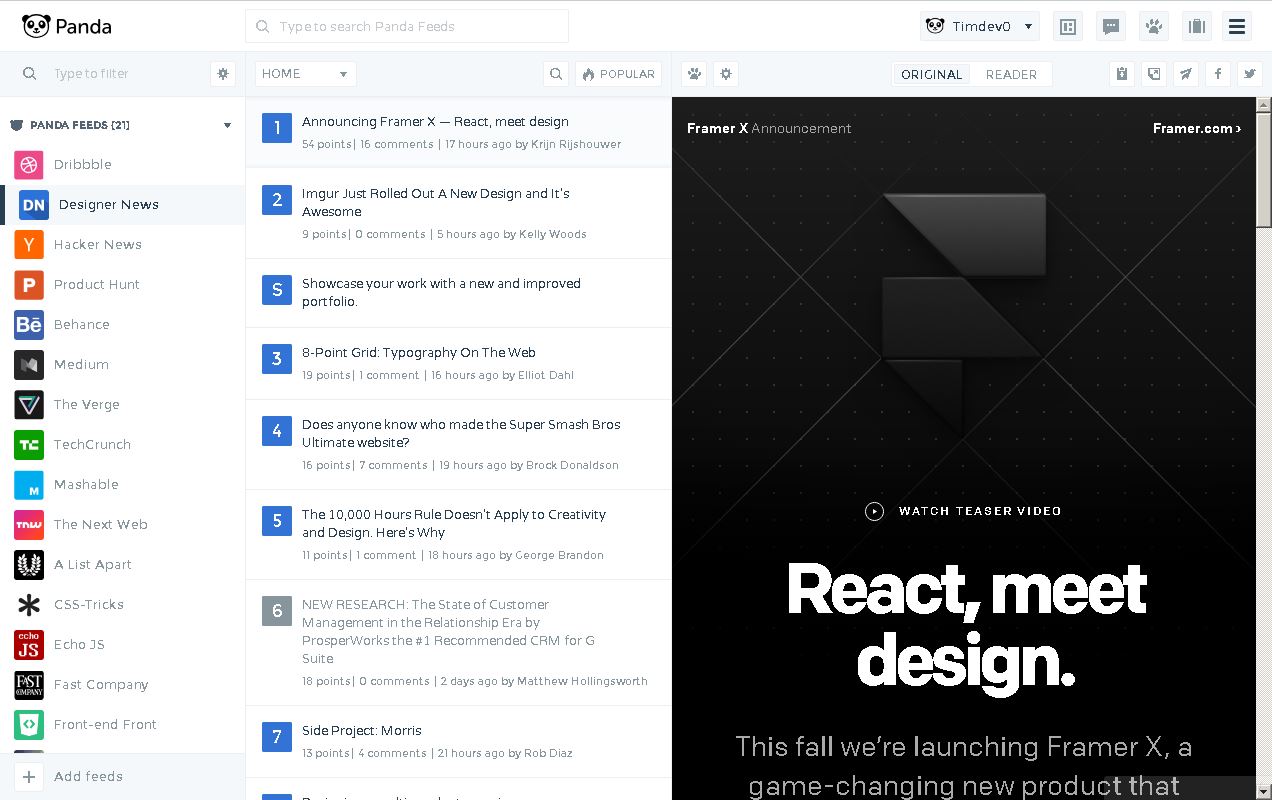 Panda
Type to search Panda Feeds
Timdev0
Type to filter
HOME
POPULAR
ORIGINAL
READER
PANDA FEEDS (21)
Dribbble
DN
Designer News
Y
Hacker News
P
Product Hunt
Bē
Behance
Medium
The Verge
TC
TechCrunch
M
Mashable
TNW
The Next Web
A List Apart
CSS-Tricks
echo
JS
Echo JS
FAST
COMPANY
Fast Company
Front-end Front
Add feeds
1
Announcing Framer X — React, meet design
54 points| 16 comments | 17 hours ago by Krijn Rijshouwer
2
Imgur Just Rolled Out A New Design and It's
Awesome
9 points| 0 comments | 5 hours ago by Kelly Woods
S
Showcase your work with a new and improved
portfolio.
3
8-Point Grid: Typography On The Web
19 points| 1 comment | 16 hours ago by Elliot Dahl
4
Does anyone know who made the Super Smash Bros
Ultimate website?
16 points| 7 comments | 19 hours ago by Brock Donaldson
5
The 10,000 Hours Rule Doesn't Apply to Creativity
and Design. Here's Why
11 points| 1 comment | 18 hours ago by George Brandon
6
NEW RESEARCH: The State of Customer
Management in the Relationship Era by
ProsperWorks the #1 Recommended CRM for G
Suite
18 points| 0 comments | 2 days ago by Matthew Hollingsworth
7
Side Project: Morris
13 points| 4 comments | 21 hours ago by Rob Diaz
Framer X Announcement
Framer.com ›
WATCH TEASER VIDEO
React, meet
design.
This fall we're launching Framer X, a
game-changing new product that